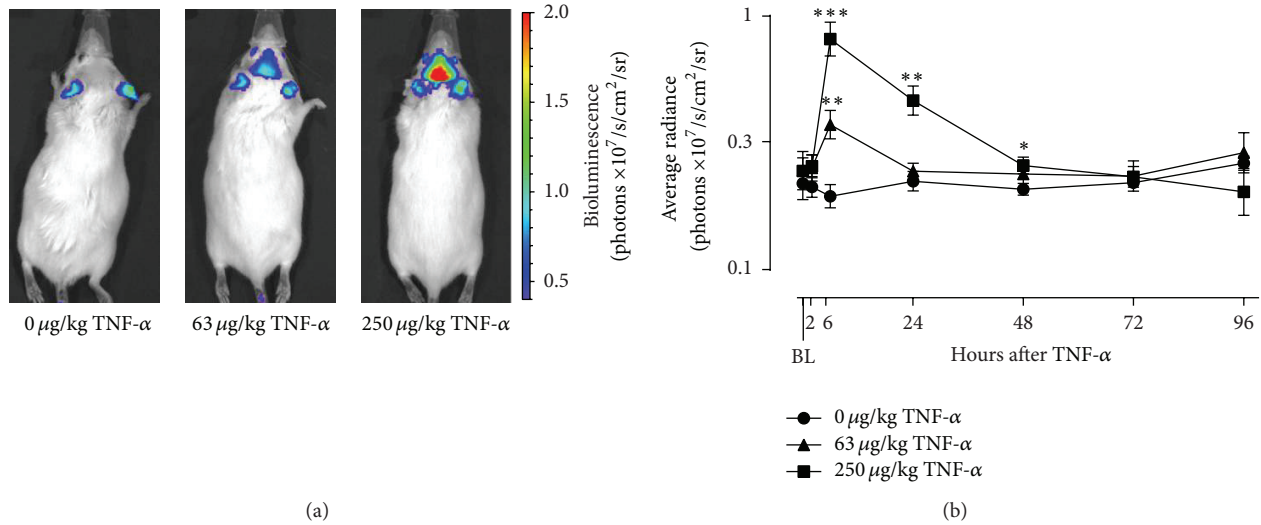 2.0
1.5
1.0
0.5
Bioluminescence
(photons ×10⁷/s/cm²/sr)
0 μg/kg TNF-α
63 μg/kg TNF-α
250 μg/kg TNF-α
(a)
Average radiance
(photons ×10⁷/s/cm²/sr)
1
0.3
0.1
***
**
**
*
2 6 24 48 72 96
BL
Hours after TNF-α
0 μg/kg TNF-α
63 μg/kg TNF-α
250 μg/kg TNF-α
(b)